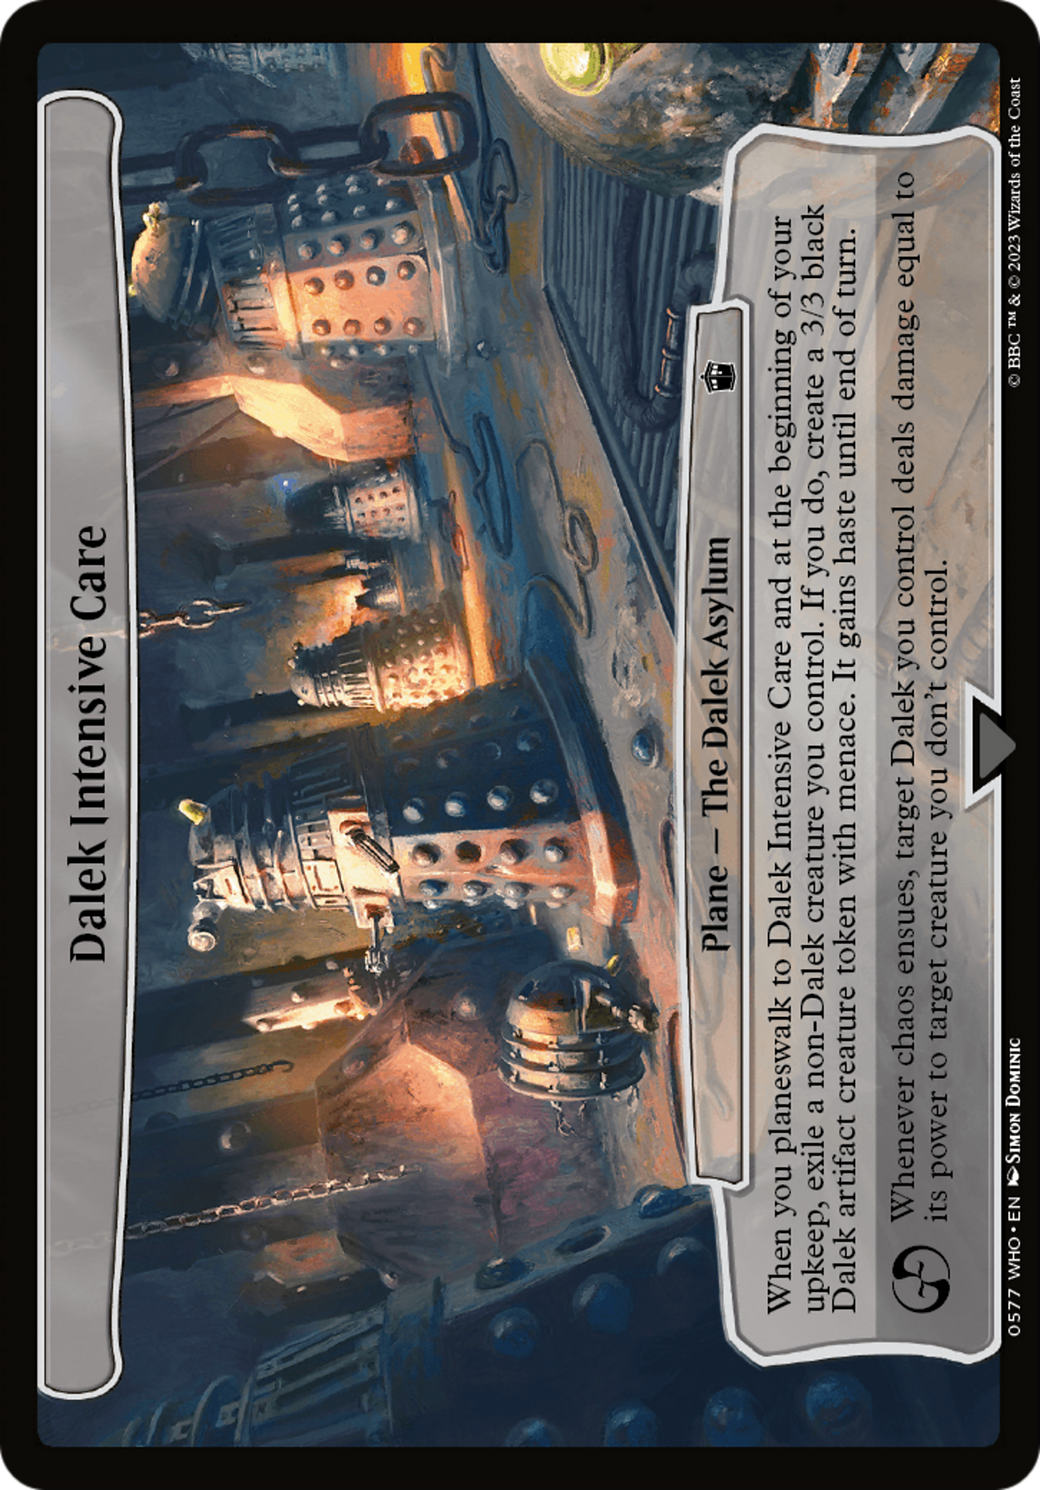 Dalek Intensive Care
Plane — The Dalek Asylum
When you planeswalk to Dalek Intensive Care and at the beginning of your
upkeep, exile a non-Dalek creature you control. If you do, create a 3/3 black
Dalek artifact creature token with menace. It gains haste until end of turn.
Whenever chaos ensues, target Dalek you control deals damage equal to
its power to target creature you don't control.
0577 WHO • EN SIMON DOMINIC
© BBC ™ & © 2023 Wizards of the Coast